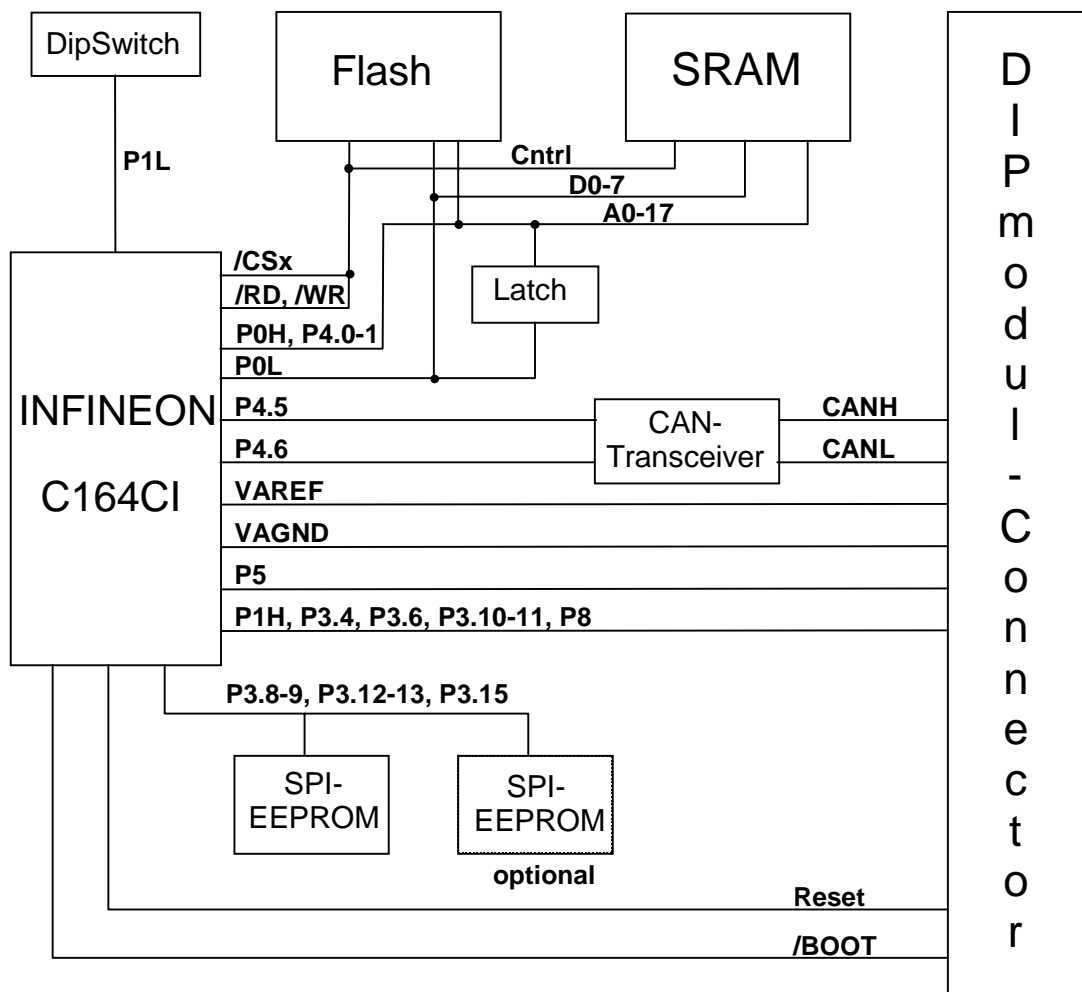 DipSwitch
Flash
SRAM
P1L
Cntrl
D0-7
A0-17
/CSx
/RD, /WR
Latch
P0H, P4.0-1
P0L
INFINEON
C164CI
P4.5
P4.6
CAN-
Transceiver
CANH
CANL
VAREF
VAGND
P5
P1H, P3.4, P3.6, P3.10-11, P8
P3.8-9, P3.12-13, P3.15
SPI-
EEPROM
SPI-
EEPROM
optional
Reset
/BOOT
DIPmodul-Connector